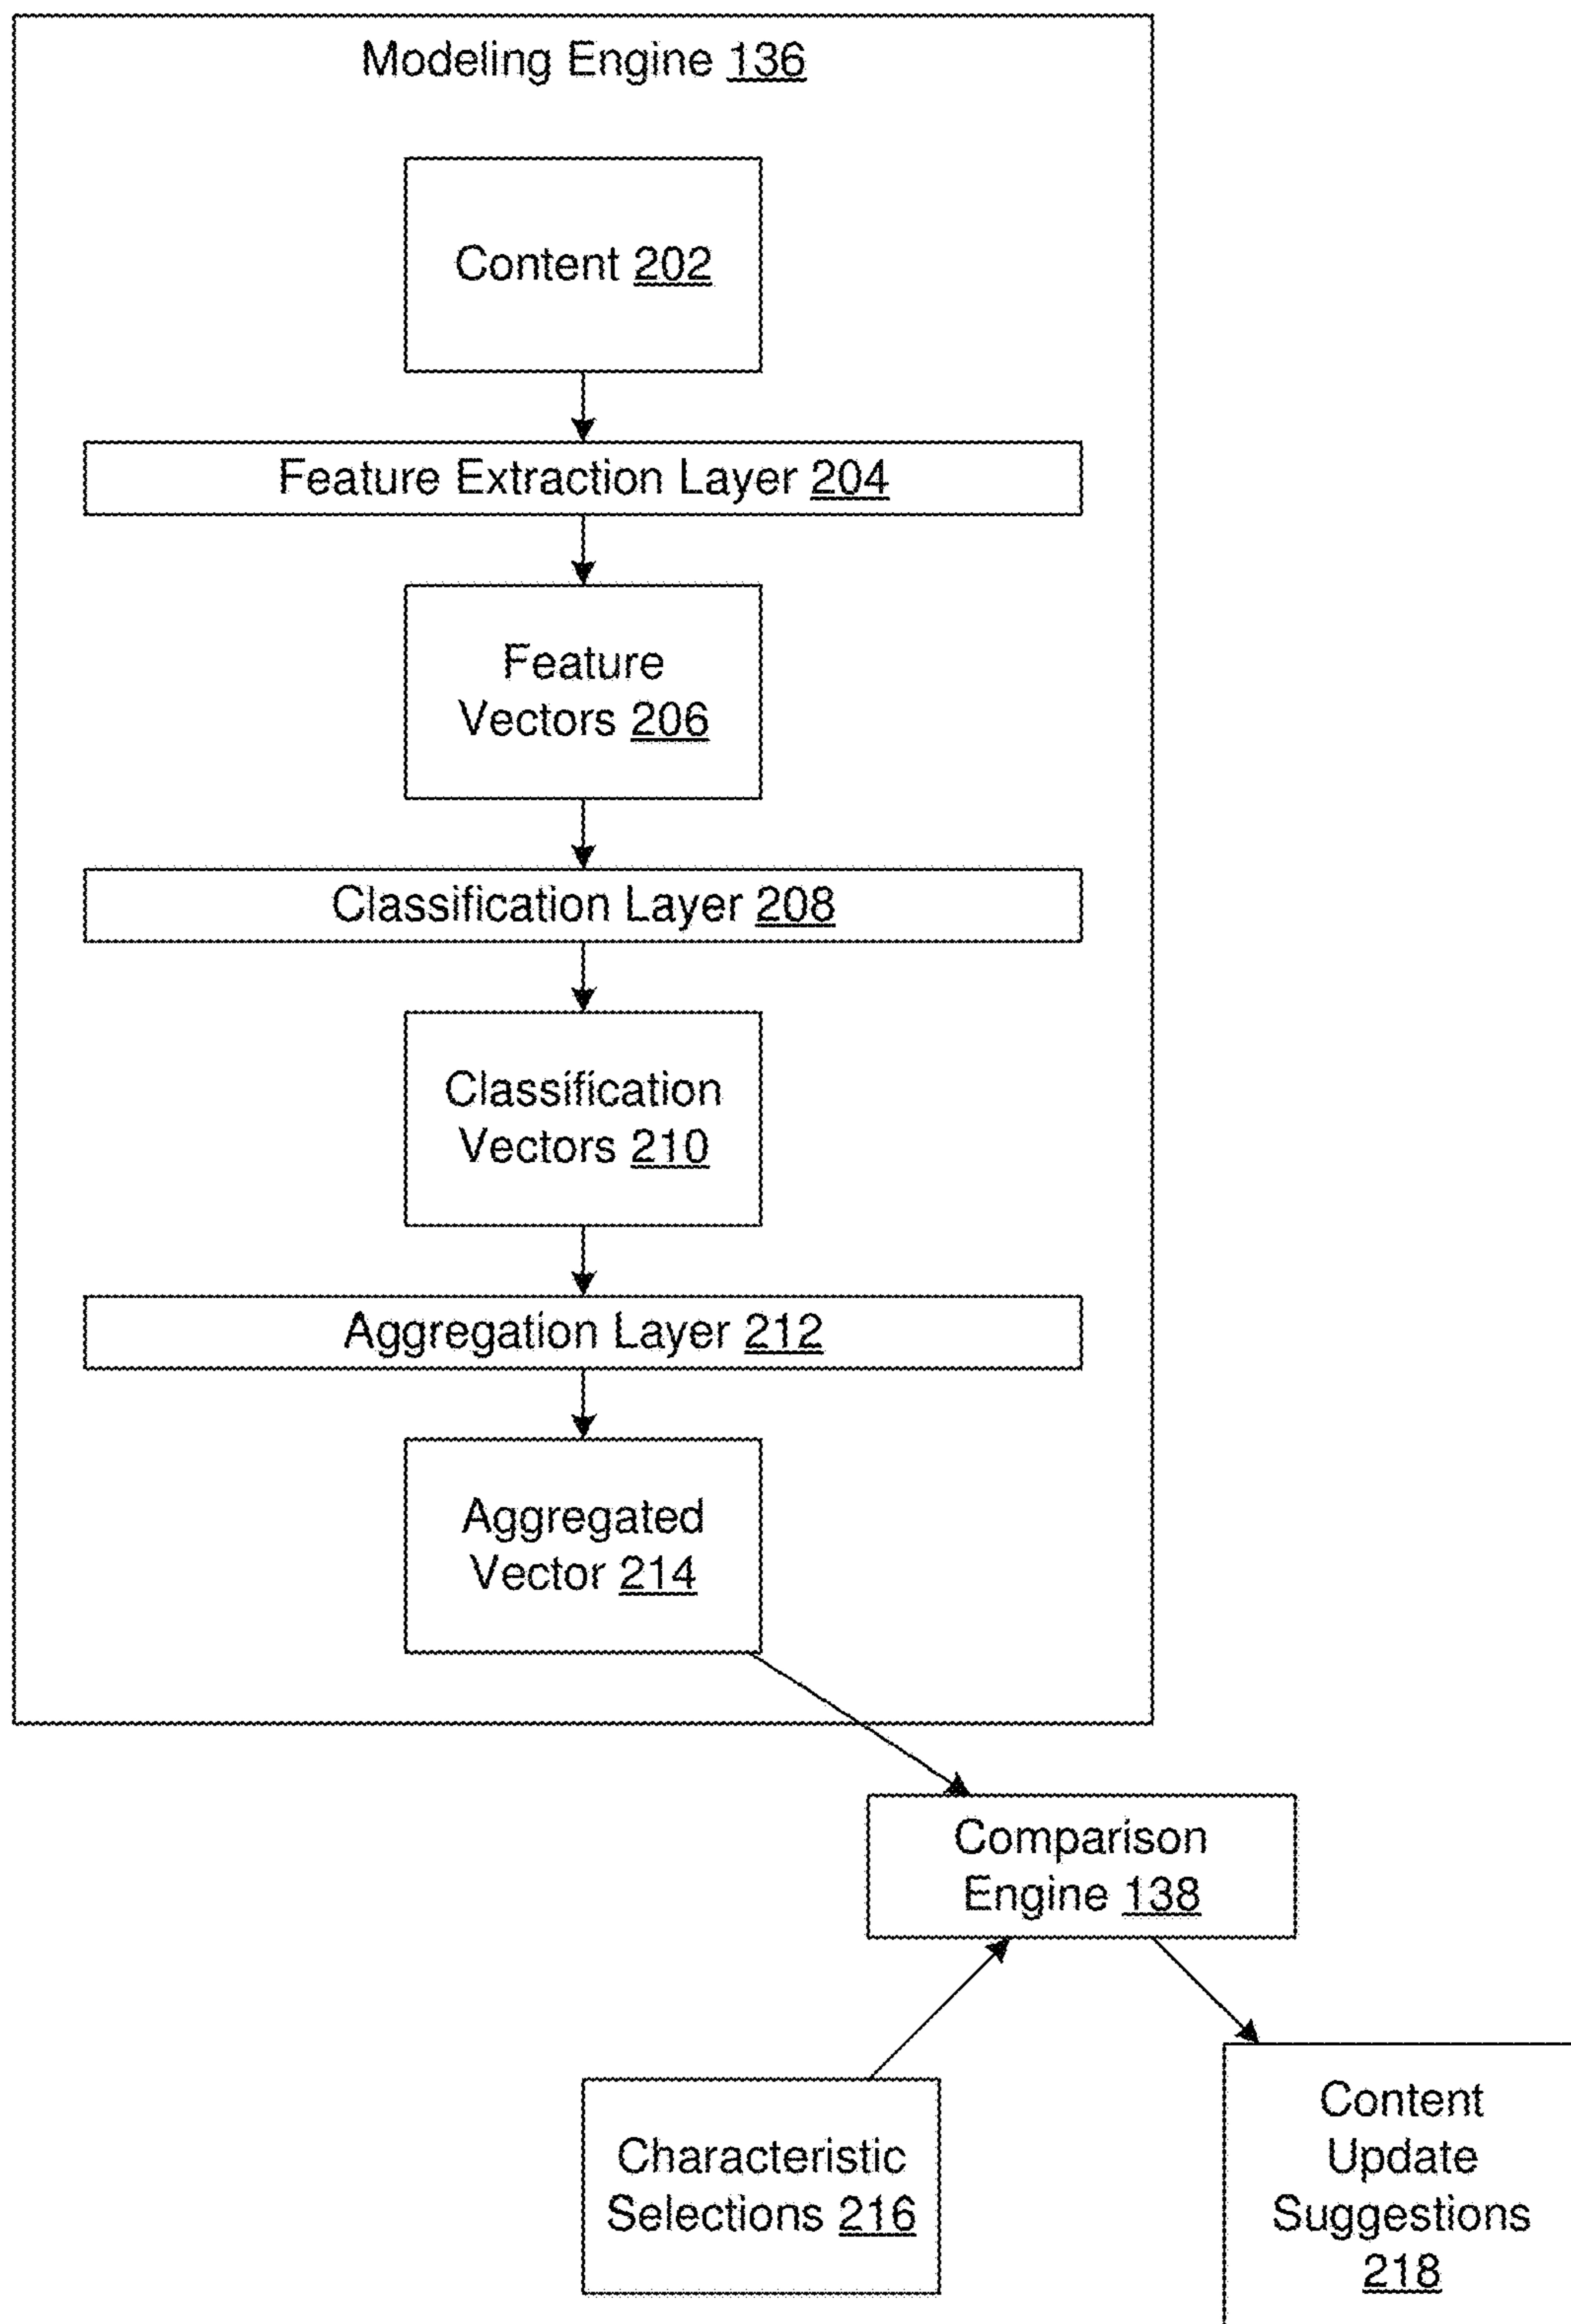 Modeling Engine 136
Content 202
Feature Extraction Layer 204
Feature
Vectors 206
Classification Layer 208
Classification
Vectors 210
Aggregation Layer 212
Aggregated
Vector 214
Comparison
Engine 138
Characteristic
Selections 216
Content
Update
Suggestions
218